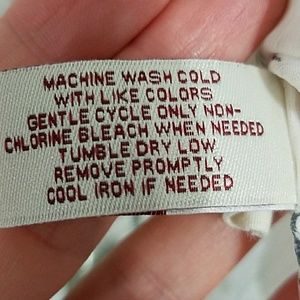 MACHINE WASH COLD
WITH LIKE COLORS
GENTLE CYCLE ONLY NON-
CHLORINE BLEACH WHEN NEEDED
TUMBLE DRY LOW
REMOVE PROMPTLY
COOL IRON IF NEEDED